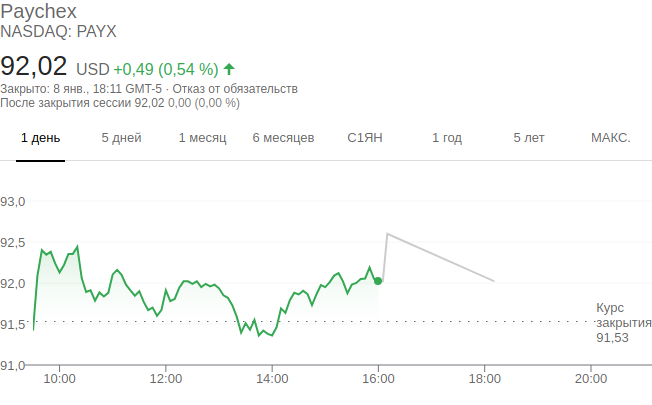 Paychex
NASDAQ: PAYX
92,02 USD +0,49 (0,54 %)
Закрыто: 8 янв., 18:11 GMT-5 · Отказ от обязательств
После закрытия сессии 92,02 0,00 (0,00 %)
1 день 5 дней 1 месяц 6 месяцев С1ЯН 1 год 5 лет МАКС.
93,0
92,5
92,0
91,5
91,0
Курс
закрытия
91,53
10:00 12:00 14:00 16:00 18:00 20:00